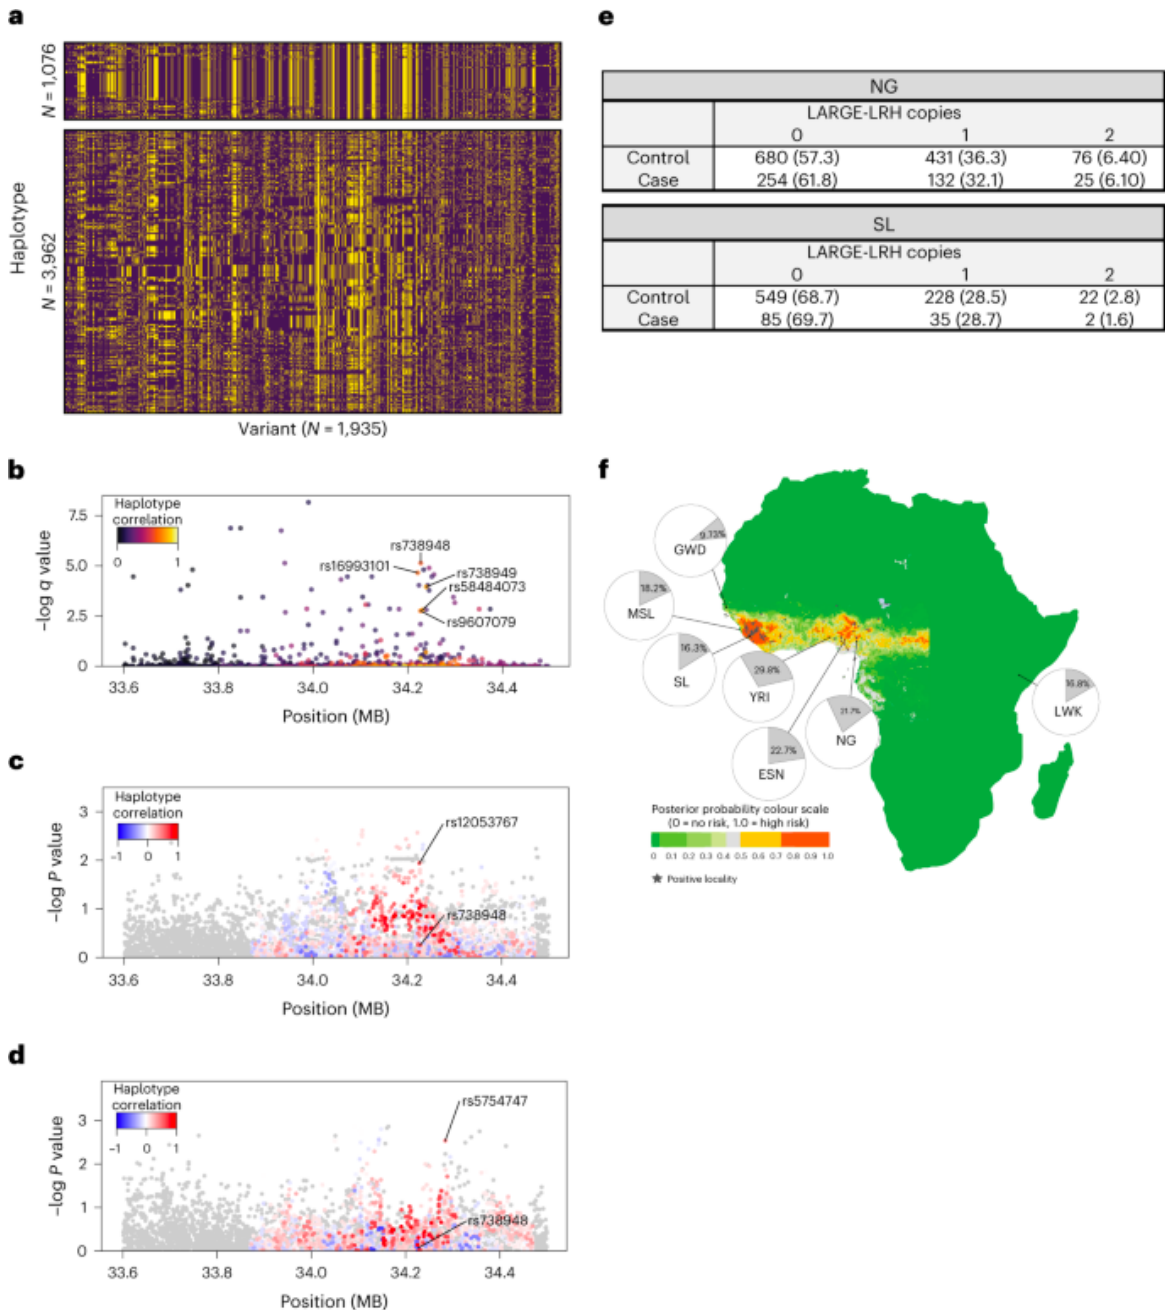 a
N = 1,076
N = 3,962
Haplotype
Variant (N = 1,935)
b
Haplotype
correlation
0 1
7.5
5.0
2.5
0
–log q value
rs738948
rs16993101
rs738949
rs58484073
rs9607079
33.6 33.8 34.0 34.2 34.4
Position (MB)
c
Haplotype
correlation
–1 0 1
3
2
1
0
–log P value
rs12053767
rs738948
33.6 33.8 34.0 34.2 34.4
Position (MB)
d
Haplotype
correlation
–1 0 1
3
2
1
0
–log P value
rs5754747
rs738948
33.6 33.8 34.0 34.2 34.4
Position (MB)
e
NG
LARGE-LRH copies
0 1 2
Control 680 (57.3) 431 (36.3) 76 (6.40)
Case 254 (61.8) 132 (32.1) 25 (6.10)
SL
LARGE-LRH copies
0 1 2
Control 549 (68.7) 228 (28.5) 22 (2.8)
Case 85 (69.7) 35 (28.7) 2 (1.6)
f
9.73%
GWD
18.2%
MSL
16.3%
SL
29.8%
YRI
21.7%
NG
22.7%
ESN
16.8%
LWK
Posterior probability colour scale
(0 = no risk, 1.0 = high risk)
0 0.1 0.2 0.3 0.4 0.5 0.6 0.7 0.8 0.9 1.0
Positive locality